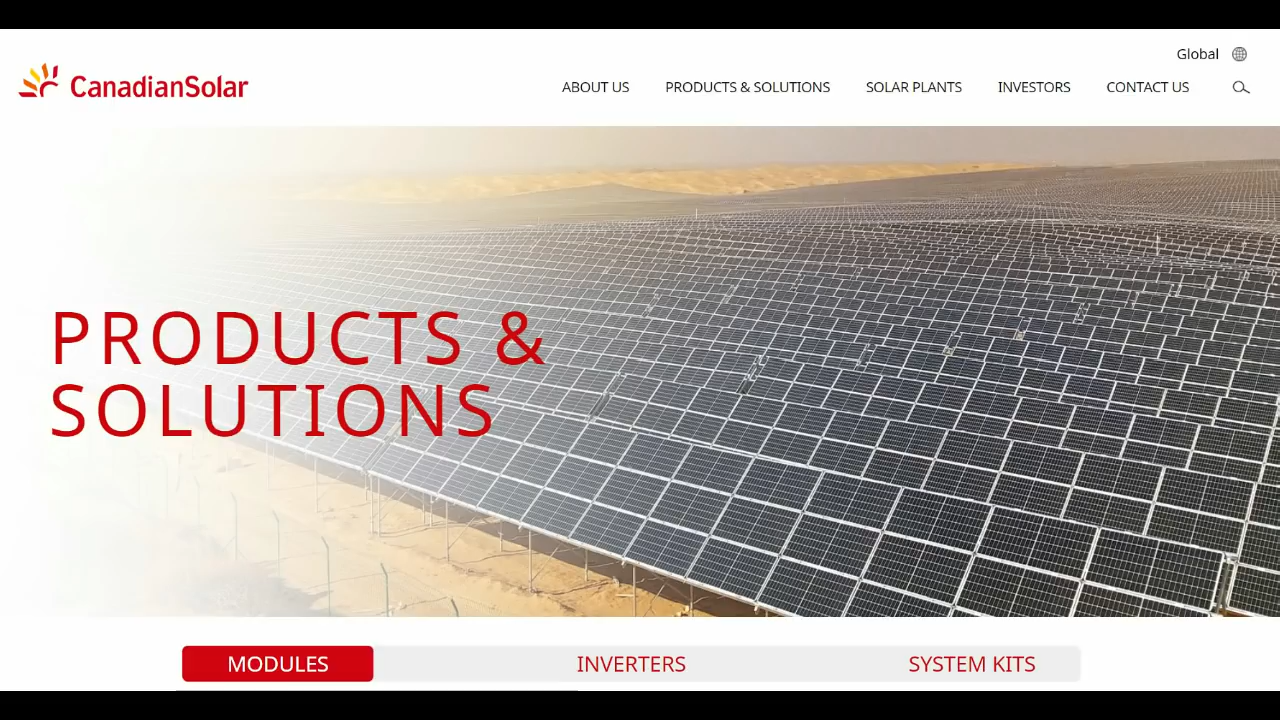 Global
CanadianSolar
ABOUT US
PRODUCTS & SOLUTIONS
SOLAR PLANTS
INVESTORS
CONTACT US
PRODUCTS &
SOLUTIONS
MODULES
INVERTERS
SYSTEM KITS